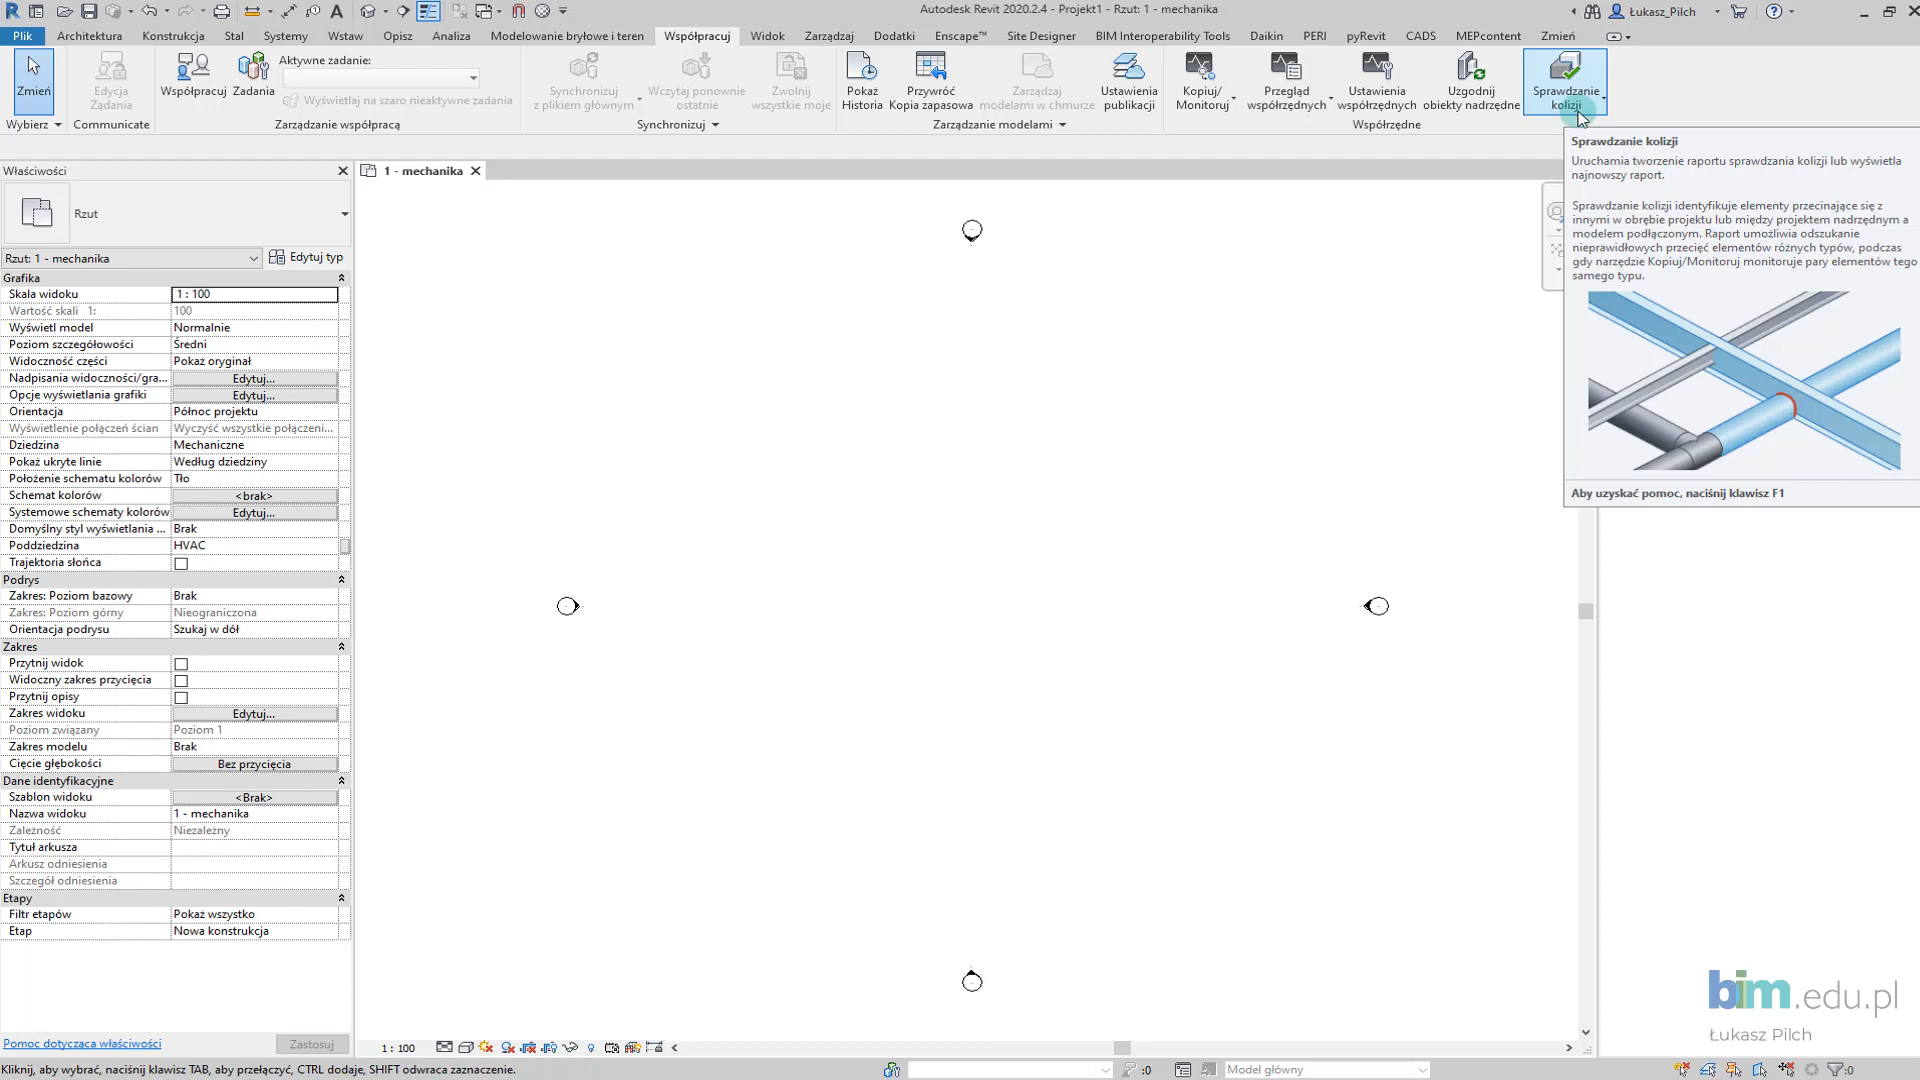 Autodesk Revit 2020.2.4 - Projekt1 - Rzut: 1 - mechanika
Łukasz_Pilch
Plik
Architektura
Konstrukcja
Stal
Systemy
Wstaw
Opisz
Analiza
Modelowanie bryłowe i teren
Współpracuj
Widok
Zarządzaj
Dodatki
Enscape™
Site Designer
BIM Interoperability Tools
Daikin
PERI
pyRevit
CADS
MEPcontent
Zmień
Zmień
Edycja
Żądania
Współpracuj
Zadania
Aktywne zadanie:
Wyświetlaj na szaro nieaktywne zadania
Synchronizuj
z plikiem głównym
Wczytaj ponownie
ostatnie
Zwolnij
wszystkie moje
Pokaż
Historia
Przywróć
Kopia zapasowa
Zarządzaj
modelami w chmurze
Ustawienia
publikacji
Kopiuj/
Monitoruj
Przegląd
współrzędnych
Ustawienia
współrzędnych
Uzgodnij
obiekty nadrzędne
Sprawdzanie
kolizji
Wybierz
Communicate
Zarządzanie współpracą
Synchronizuj
Zarządzanie modelami
Współrzędne
Sprawdzanie kolizji
Uruchamia tworzenie raportu sprawdzania kolizji lub wyświetla
najnowszy raport.
Sprawdzanie kolizji identyfikuje elementy przecinające się z
innymi w obrębie projektu lub między projektem nadrzędnym a
modelem podłączonym. Raport umożliwia odszukanie
nieprawidłowych przecięć elementów różnych typów, podczas
gdy narzędzie Kopiuj/Monitoruj monitoruje pary elementów tego
samego typu.
Aby uzyskać pomoc, naciśnij klawisz F1
Właściwości
1 - mechanika
Rzut
Rzut: 1 - mechanika
Edytuj typ
Grafika
Skala widoku 1 : 100
Wartość skali 1: 100
Wyświetl model Normalnie
Poziom szczegółowości Średni
Widoczność części Pokaż oryginał
Nadpisania widoczności/gra... Edytuj...
Opcje wyświetlania grafiki Edytuj...
Orientacja Północ projektu
Wyświetlenie połączeń ścian Wyczyść wszystkie połączeni...
Dziedzina Mechaniczne
Pokaż ukryte linie Według dziedziny
Położenie schematu kolorów Tło
Schemat kolorów <brak>
Systemowe schematy kolorów Edytuj...
Domyślny styl wyświetlania ... Brak
Poddziedzina HVAC
Trajektoria słońca
Podrys
Zakres: Poziom bazowy Brak
Zakres: Poziom górny Nieograniczona
Orientacja podrysu Szukaj w dół
Zakres
Przytnij widok
Widoczny zakres przycięcia
Przytnij opisy
Zakres widoku Edytuj...
Poziom związany Poziom 1
Zakres modelu Brak
Cięcie głębokości Bez przycięcia
Dane identyfikacyjne
Szablon widoku <Brak>
Nazwa widoku 1 - mechanika
Zależność Niezależny
Tytuł arkusza
Arkusz odniesienia
Szczegół odniesienia
Etapy
Filtr etapów Pokaż wszystko
Etap Nowa konstrukcja
bim.edu.pl
Łukasz Pilch
Pomoc dotycząca właściwości
Zastosuj
1 : 100
Kliknij, aby wybrać, naciśnij klawisz TAB, aby przełączyć, CTRL dodaje, SHIFT odwraca zaznaczenie.
:0
Model główny
:0